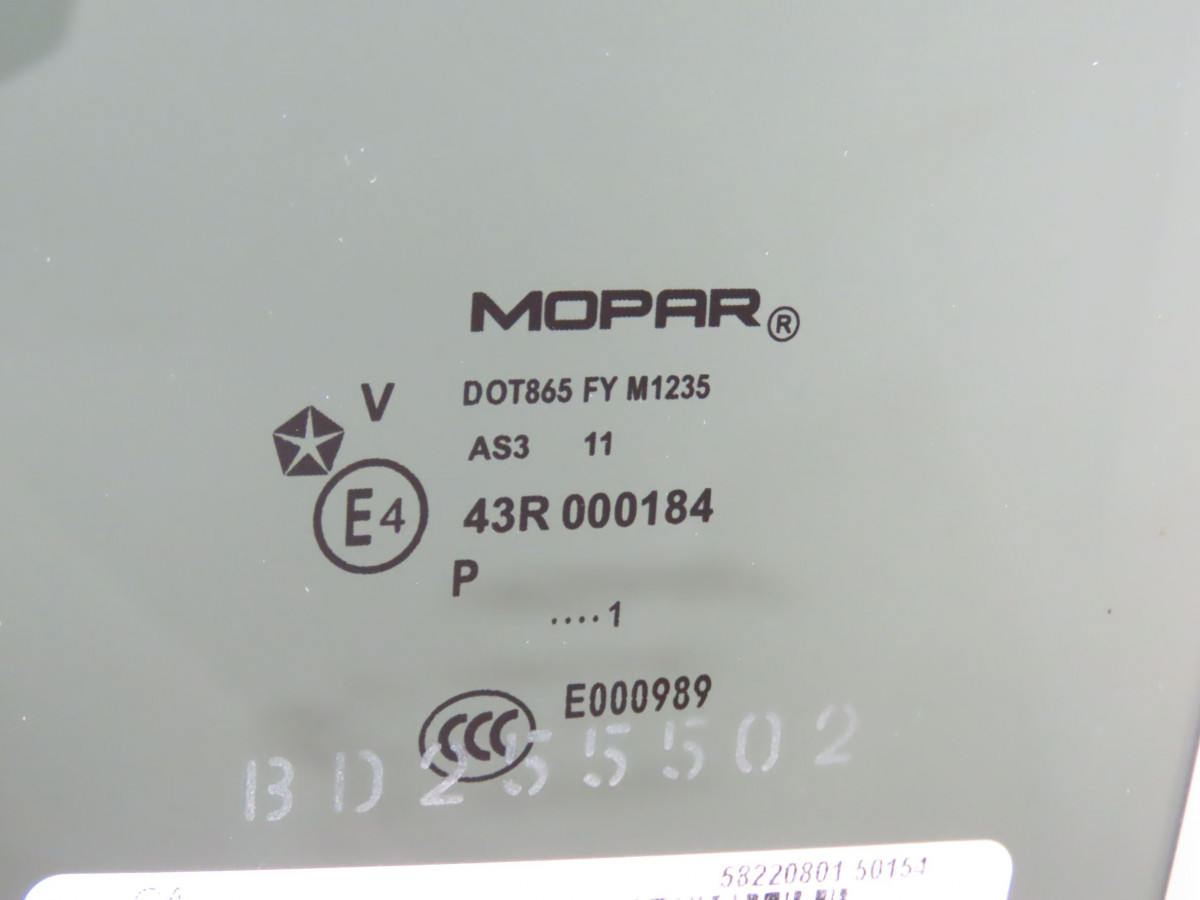 MOPAR®
V DOT865 FY M1235
AS3 11
E4 43R 000184
P
....1
E000989
CCC
BD255502
58220801 50154